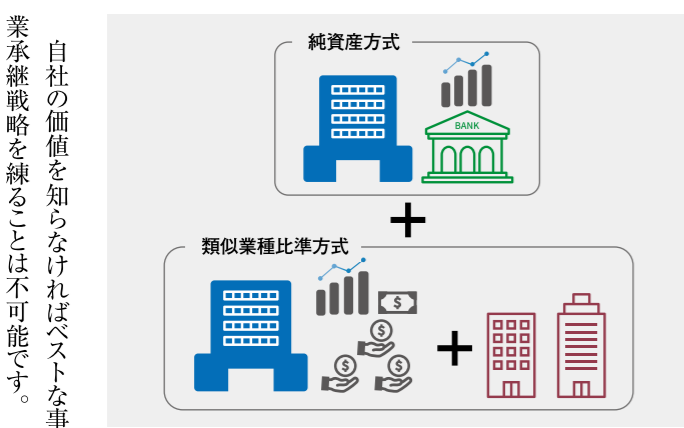 自社の価値を知らなければベストな事
業承継戦略を練ることは不可能です。
純資産方式
BANK
類似業種比準方式